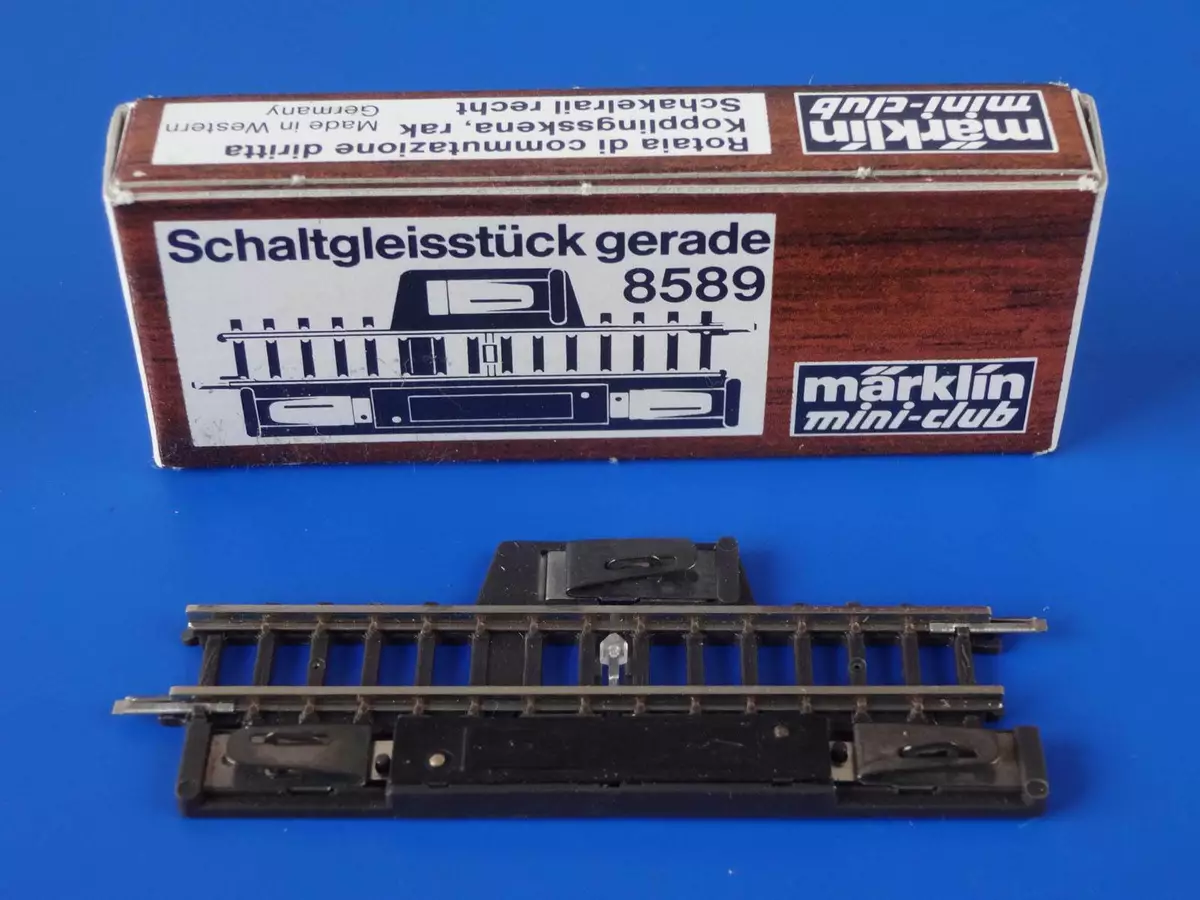 Rotaia di commutazione diritta
Kopplingsskena, rak Made in Western
Schakelrail recht Germany
märklin
mini-club
Schaltgleisstück gerade
8589
märklin
mini-club